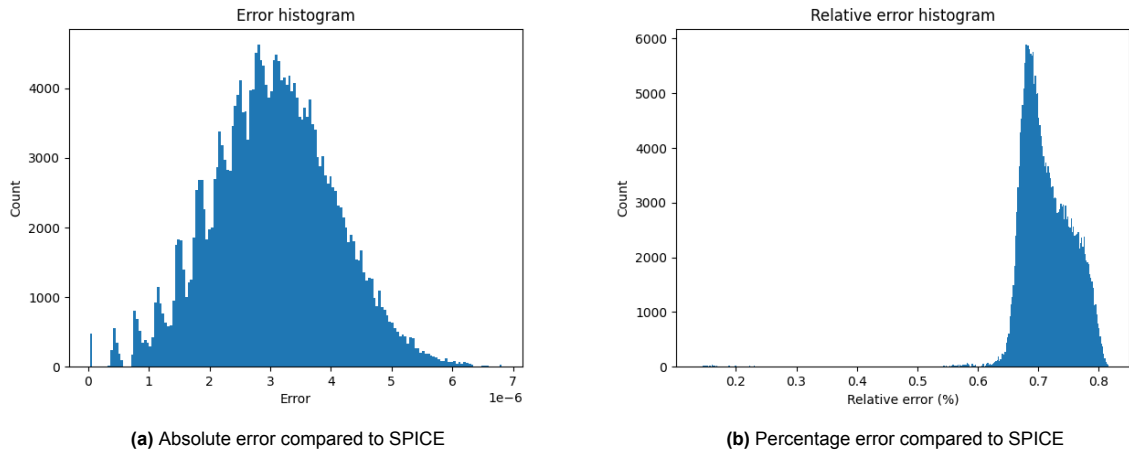 Error histogram
4000
3000
2000
1000
0
Count
0 1 2 3 4 5 6 7
1e-6
Error
(a) Absolute error compared to SPICE
Relative error histogram
6000
5000
4000
3000
2000
1000
0
Count
0.2 0.3 0.4 0.5 0.6 0.7 0.8
Relative error (%)
(b) Percentage error compared to SPICE